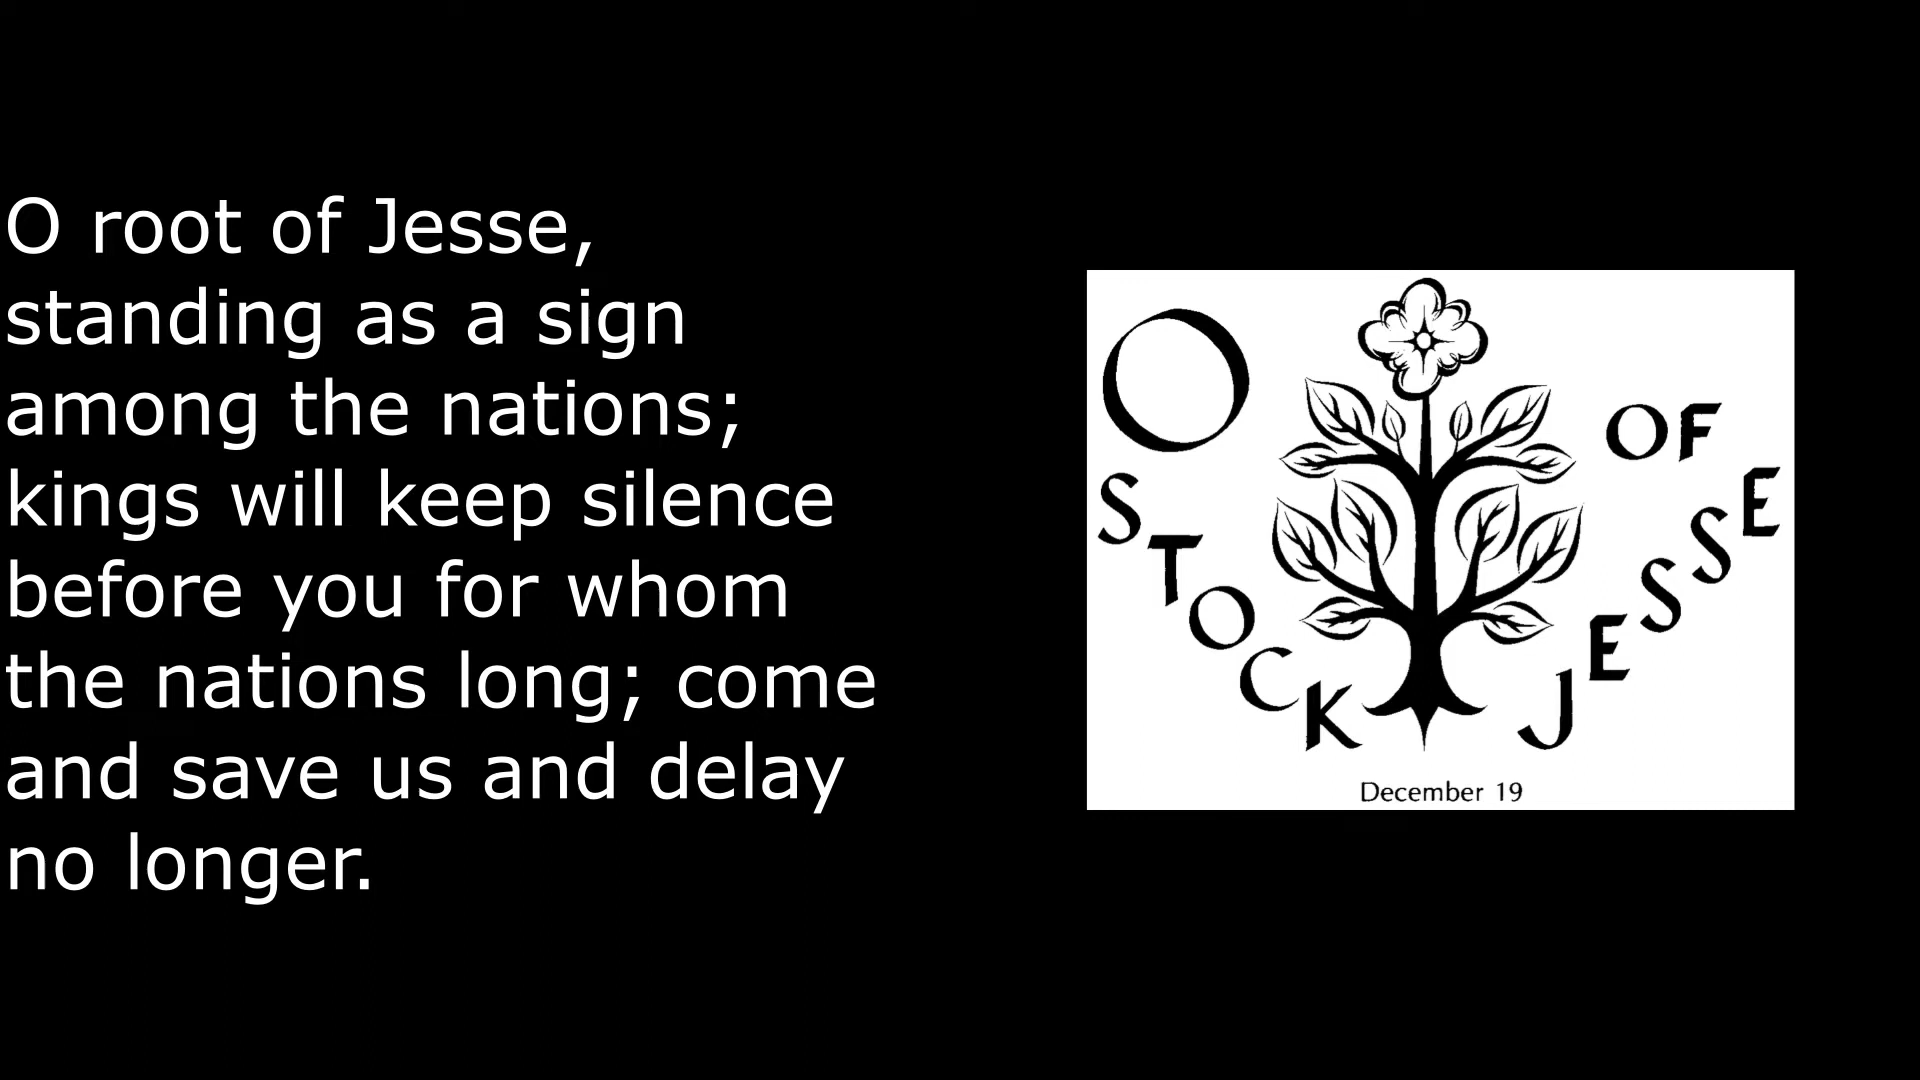 O root of Jesse,
standing as a sign
among the nations;
kings will keep silence
before you for whom
the nations long; come
and save us and delay
no longer.
O STOCK OF JESSE
December 19